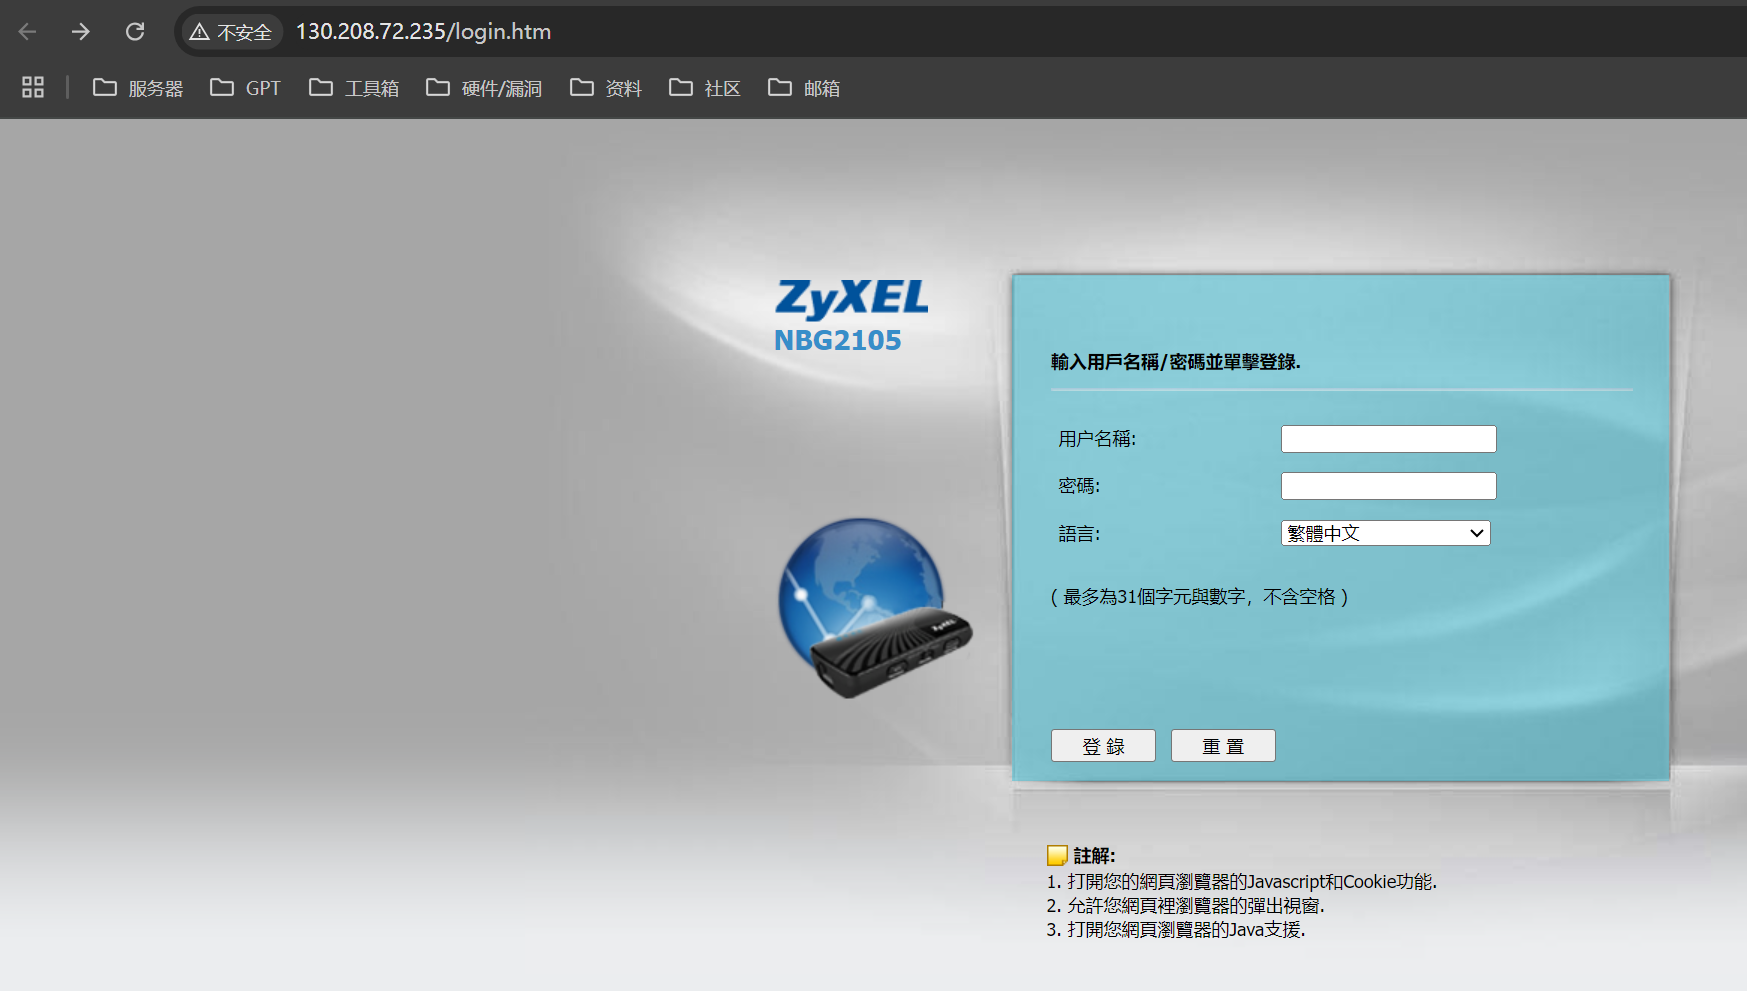 不安全 130.208.72.235/login.htm
服务器 GPT 工具箱 硬件/漏洞 资料 社区 邮箱
ZyXEL
NBG2105
輸入用戶名稱/密碼並單擊登錄.
用户名稱:
密碼:
語言: 繁體中文
( 最多為31個字元與數字，不含空格 )
ZyXEL
登 錄 重 置
註解:
1. 打開您的網頁瀏覽器的Javascript和Cookie功能.
2. 允許您網頁裡瀏覽器的彈出視窗.
3. 打開您網頁瀏覽器的Java支援.